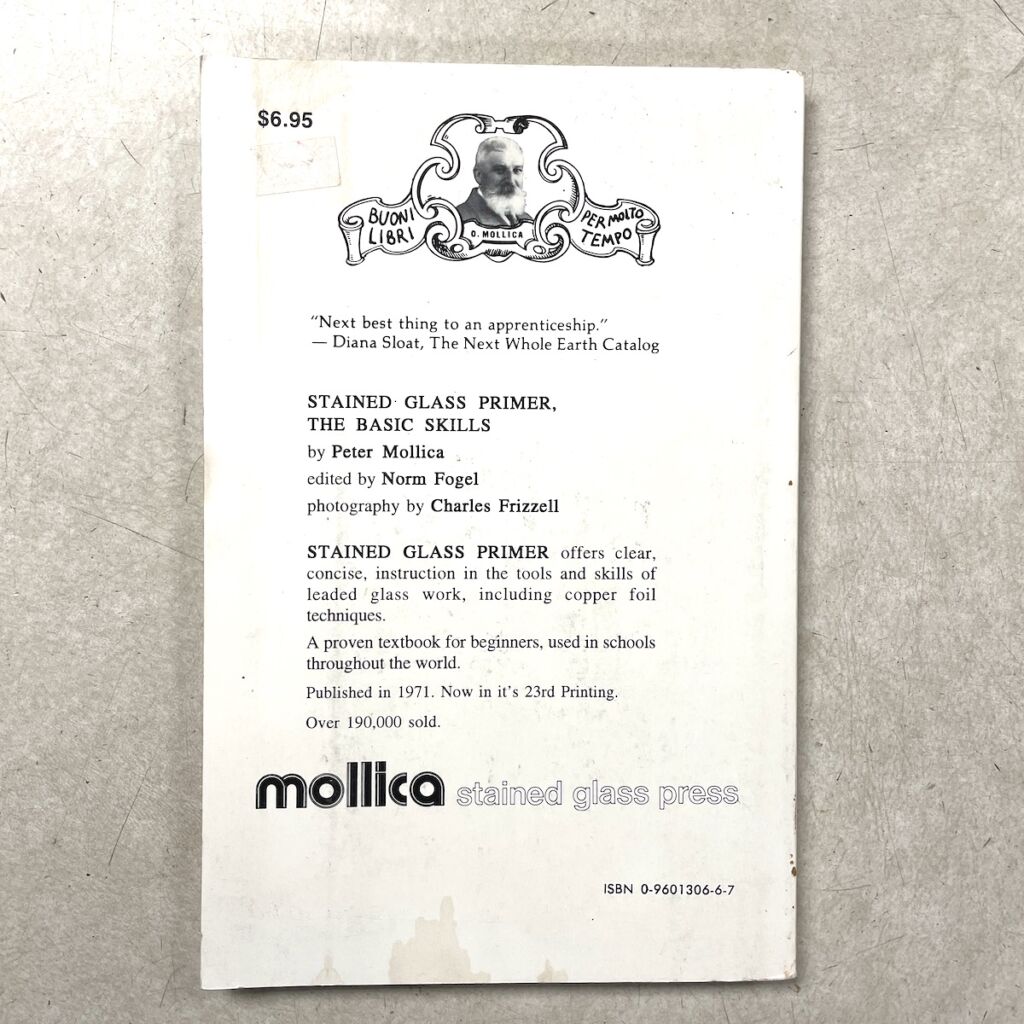 $6.95
BUONI
LIBRI
O. MOLLICA
PER MOLTO
TEMPO
“Next best thing to an apprenticeship.”
— Diana Sloat, The Next Whole Earth Catalog
STAINED GLASS PRIMER,
THE BASIC SKILLS
by Peter Mollica
edited by Norm Fogel
photography by Charles Frizzell
STAINED GLASS PRIMER offers clear,
concise, instruction in the tools and skills of
leaded glass work, including copper foil
techniques.
A proven textbook for beginners, used in schools
throughout the world.
Published in 1971. Now in it's 23rd Printing.
Over 190,000 sold.
mollica stained glass press
ISBN 0-9601306-6-7